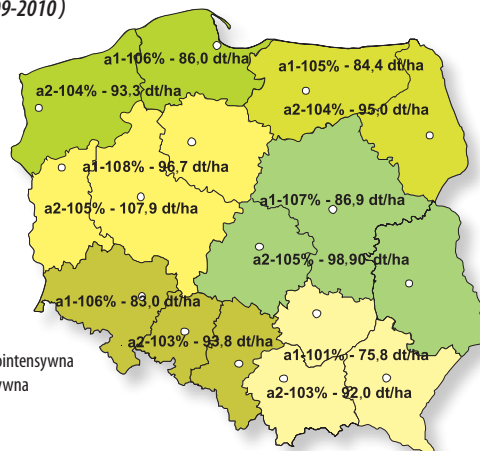 09-2010)
a1-106% - 86,0 dt/ha
a2-104% - 93,3 dt/ha
a1-105% - 84,4 dt/ha
a2-104% - 95,0 dt/ha
a1-108% - 96,7 dt/ha
a2-105% - 107,9 dt/ha
a1-107% - 86,9 dt/ha
a2-105% - 98,90 dt/ha
a1-106% - 83,0 dt/ha
a2-103% - 93,8 dt/ha
a1-101% - 75,8 dt/ha
a2-103% - 92,0 dt/ha
ointensywna
ywna